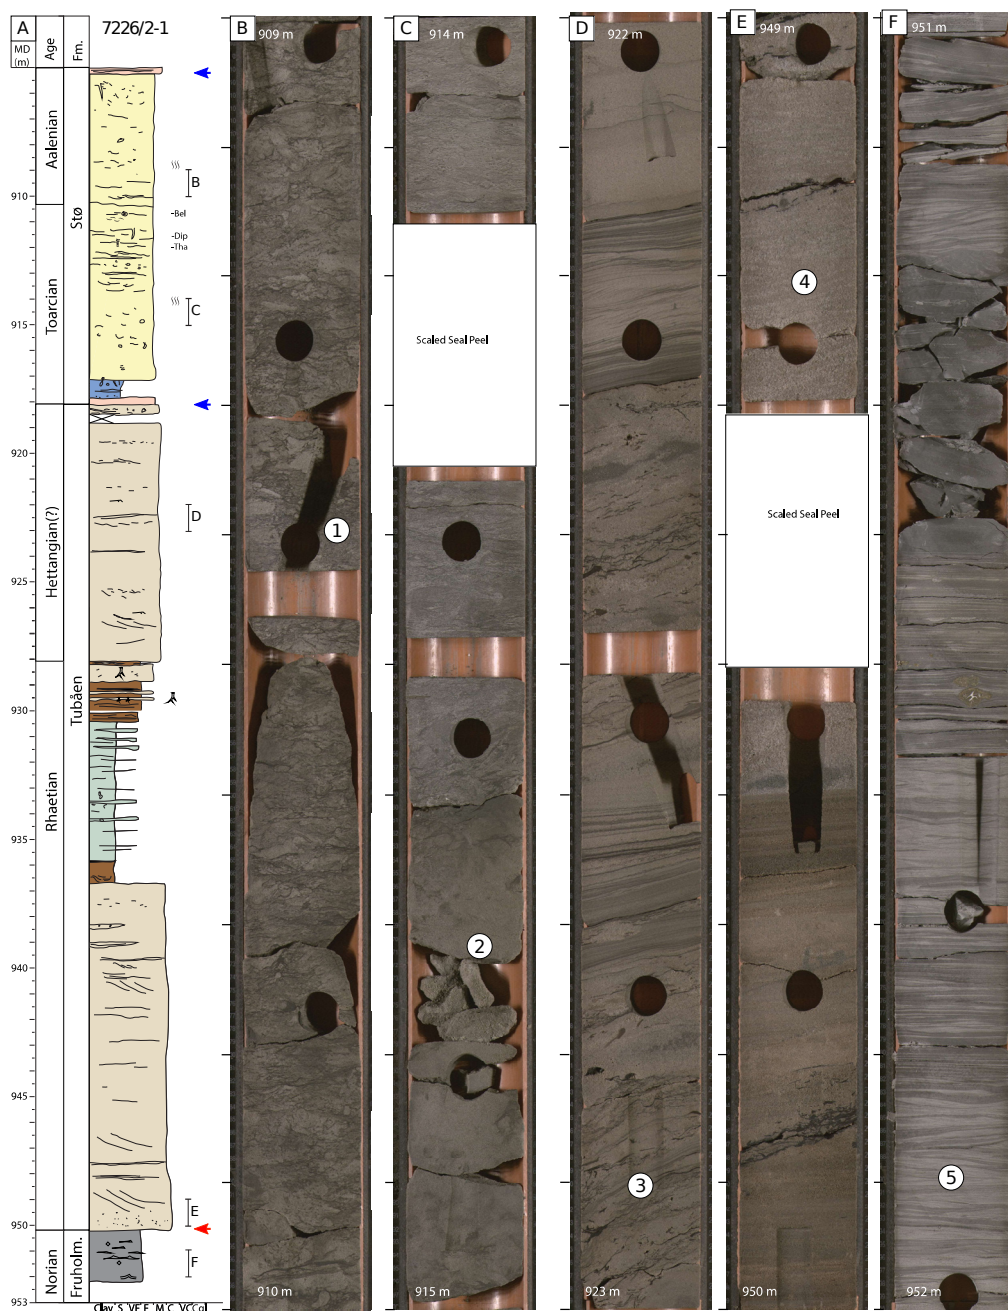 A
7226/2-1
MD
(m)
Age
Fm.
Aalenian
Toarcian
Hettangian(?)
Rhaetian
Norian
Stø
Tubåen
Fruholm.
910
915
920
925
930
935
940
945
950
953
B
-Bel
-Dip
-Tha
C
D
E
F
B
909 m
1
910 m
C
914 m
Scaled Seal Peel
2
915 m
D
922 m
3
923 m
E
949 m
4
Scaled Seal Peel
950 m
F
951 m
5
952 m